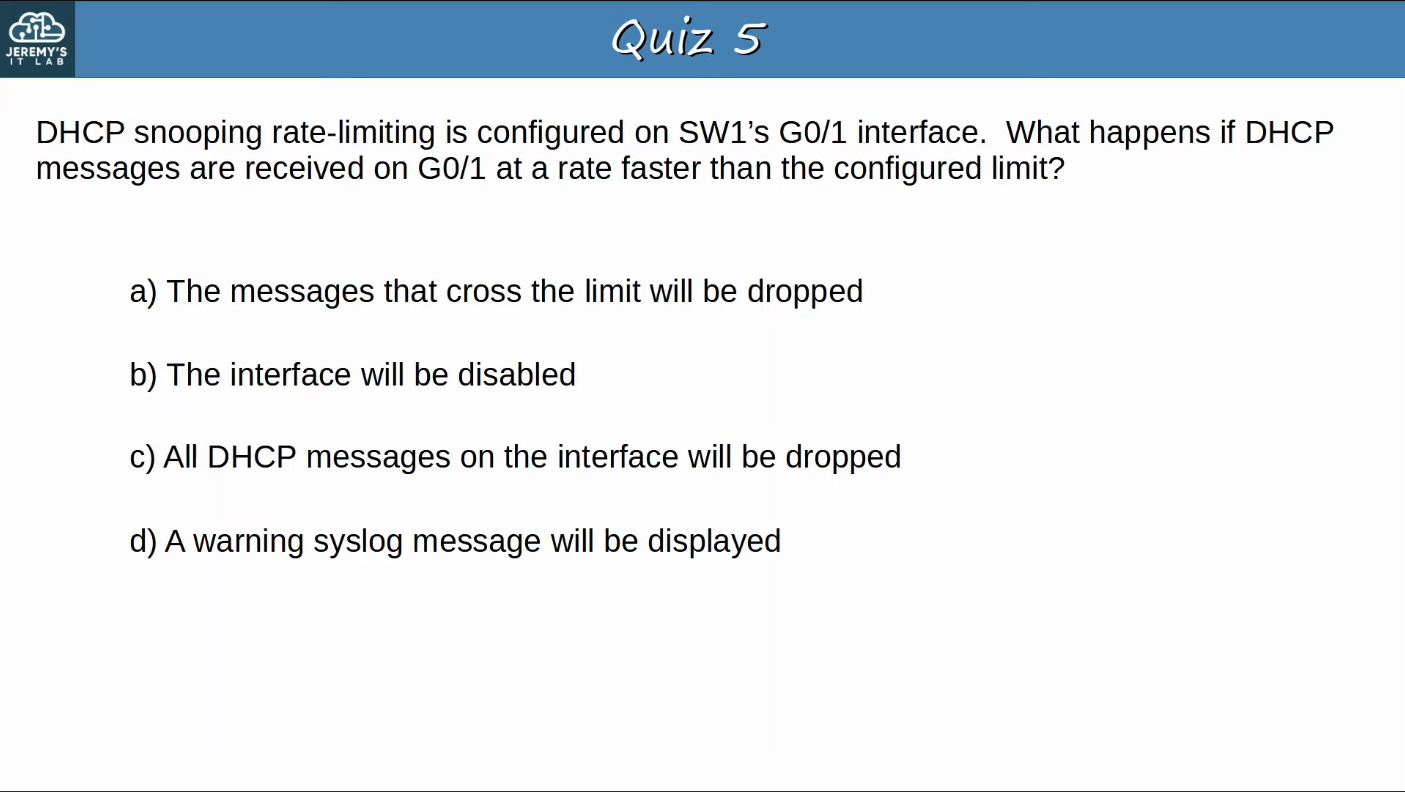 JEREMY'S
IT LAB
Quiz 5
DHCP snooping rate-limiting is configured on SW1’s G0/1 interface.  What happens if DHCP
messages are received on G0/1 at a rate faster than the configured limit?
a) The messages that cross the limit will be dropped
b) The interface will be disabled
c) All DHCP messages on the interface will be dropped
d) A warning syslog message will be displayed